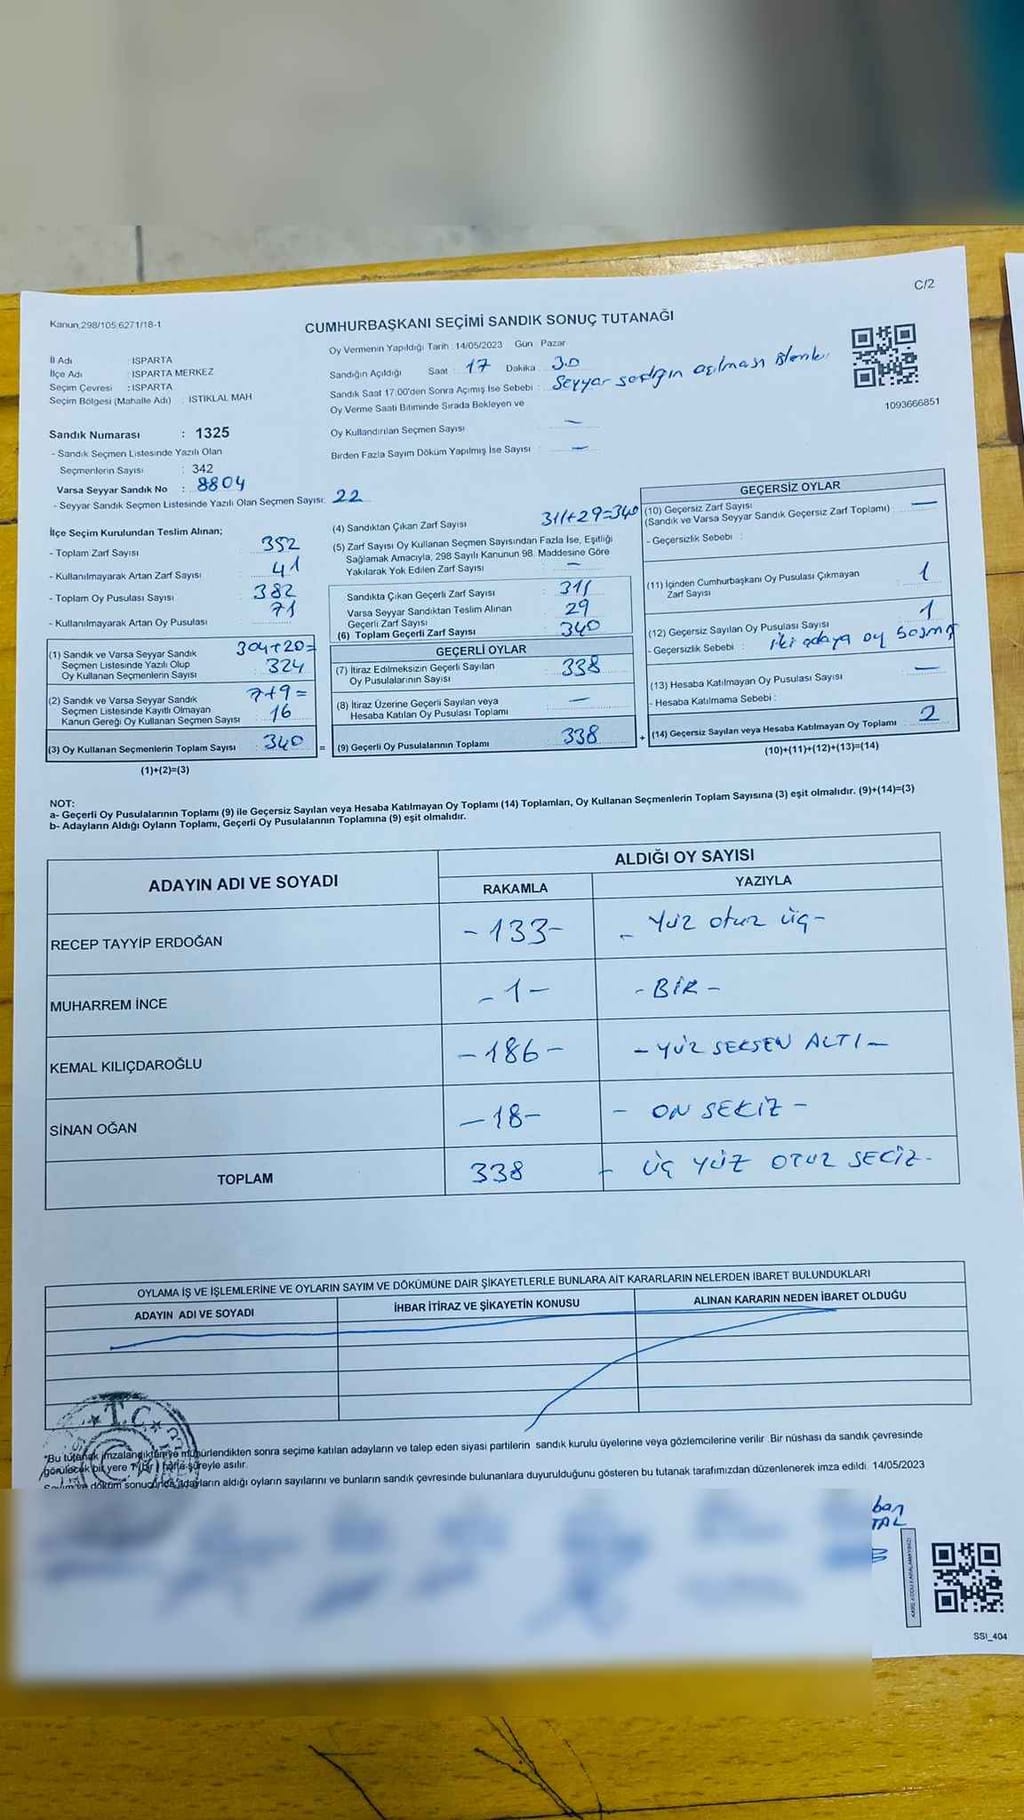 C/2
Kanun:298/105,6271/18-1
CUMHURBAŞKANI SEÇİMİ SANDIK SONUÇ TUTANAĞI
İl Adı : ISPARTA
İlçe Adı : ISPARTA MERKEZ
Seçim Çevresi : ISPARTA
Seçim Bölgesi (Mahalle Adı) : ISTIKLAL MAH
Oy Vermenin Yapıldığı Tarih : 14/05/2023 Gün Pazar
Sandığın Açıldığı Saat : 17 Dakika : 30
Sandık Saat 17:00'den Sonra Açımış İse Sebebi : Seyyar sandığın açılması
Oy Verme Saati Bitiminde Sırada Bekleyen ve
Oy Kullandırılan Seçmen Sayısı : —
Birden Fazla Sayım Döküm Yapılmış İse Sayısı : —
1093666851
Sandık Numarası : 1325
- Sandık Seçmen Listesinde Yazılı Olan
Seçmenlerin Sayısı : 342
Varsa Seyyar Sandık No : 8804
- Seyyar Sandık Seçmen Listesinde Yazılı Olan Seçmen Sayısı: 22
İlçe Seçim Kurulundan Teslim Alınan;
- Toplam Zarf Sayısı : 352
- Kullanılmayarak Artan Zarf Sayısı : 41
- Toplam Oy Pusulası Sayısı : 382
- Kullanılmayarak Artan Oy Pusulası : 71
(1) Sandık ve Varsa Seyyar Sandık 304+20=
Seçmen Listesinde Yazılı Olup : 324
Oy Kullanan Seçmenlerin Sayısı
(2) Sandık ve Varsa Seyyar Sandık 7+9=
Seçmen Listesinde Kayıtlı Olmayan : 16
Kanun Gereği Oy Kullanan Seçmen Sayısı
(3) Oy Kullanan Seçmenlerin Toplam Sayısı : 340 =
(1)+(2)=(3)
(4) Sandıktan Çıkan Zarf Sayısı 311+29=340
(5) Zarf Sayısı Oy Kullanan Seçmen Sayısından Fazla İse, Eşitliği
Sağlamak Amacıyla, 298 Sayılı Kanunun 98. Maddesine Göre
Yakılarak Yok Edilen Zarf Sayısı : —
Sandıkta Çıkan Geçerli Zarf Sayısı : 311
Varsa Seyyar Sandıktan Teslim Alınan : 29
Geçerli Zarf Sayısı
(6) Toplam Geçerli Zarf Sayısı : 340
GEÇERLİ OYLAR
(7) İtiraz Edilmeksizin Geçerli Sayılan : 338
Oy Pusulalarının Sayısı
(8) İtiraz Üzerine Geçerli Sayılan veya : —
Hesaba Katılan Oy Pusulası Toplamı
(9) Geçerli Oy Pusulalarının Toplamı : 338 +
GEÇERSİZ OYLAR
(10) Geçersiz Zarf Sayısı : —
(Sandık ve Varsa Seyyar Sandık Geçersiz Zarf Toplamı)
- Geçersizlik Sebebi :
(11) İçinden Cumhurbaşkanı Oy Pusulası Çıkmayan : 1
Zarf Sayısı
(12) Geçersiz Sayılan Oy Pusulası Sayısı : 1
- Geçersizlik Sebebi : iki adaya oy
(13) Hesaba Katılmayan Oy Pusulası Sayısı : —
- Hesaba Katılmama Sebebi :
(14) Geçersiz Sayılan veya Hesaba Katılmayan Oy Toplamı : 2
(10)+(11)+(12)+(13)=(14)
NOT:
a- Geçerli Oy Pusulalarının Toplamı (9) ile Geçersiz Sayılan veya Hesaba Katılmayan Oy Toplamı (14) Toplamları, Oy Kullanan Seçmenlerin Toplam Sayısına (3) eşit olmalıdır. (9)+(14)=(3)
b- Adayların Aldığı Oyların Toplamı, Geçerli Oy Pusulalarının Toplamına (9) eşit olmalıdır.
ADAYIN ADI VE SOYADI ALDIĞI OY SAYISI
RAKAMLA YAZIYLA
RECEP TAYYİP ERDOĞAN -133- - Yüz otuz üç-
MUHARREM İNCE -1- -BİR-
KEMAL KILIÇDAROĞLU -186- -YÜZ SEKSEN ALTI-
SİNAN OĞAN -18- - ON SEKİZ -
TOPLAM 338 - ÜÇ YÜZ OTUZ SECİZ-
OYLAMA İŞ VE İŞLEMLERİNE VE OYLARIN SAYIM VE DÖKÜMÜNE DAİR ŞİKAYETLERLE BUNLARA AİT KARARLARIN NELERDEN İBARET BULUNDUKLARI
ADAYIN ADI VE SOYADI İHBAR İTİRAZ VE ŞİKAYETİN KONUSU ALINAN KARARIN NEDEN İBARET OLDUĞU
T.C.
*Bu tutanak imzalandıktan ve mühürlendikten sonra seçime katılan adayların ve talep eden siyasi partilerin sandık kurulu üyelerine veya gözlemcilerine verilir. Bir nüshası da sandık çevresinde
görülecek bir yere 1 (bir) hafta süreyle asılır.
Sayım ve döküm sonucunda adayların aldığı oyların sayılarını ve bunların sandık çevresinde bulunanlara duyurulduğunu gösteren bu tutanak tarafımızdan düzenlenerek imza edildi. 14/05/2023
SSI_404